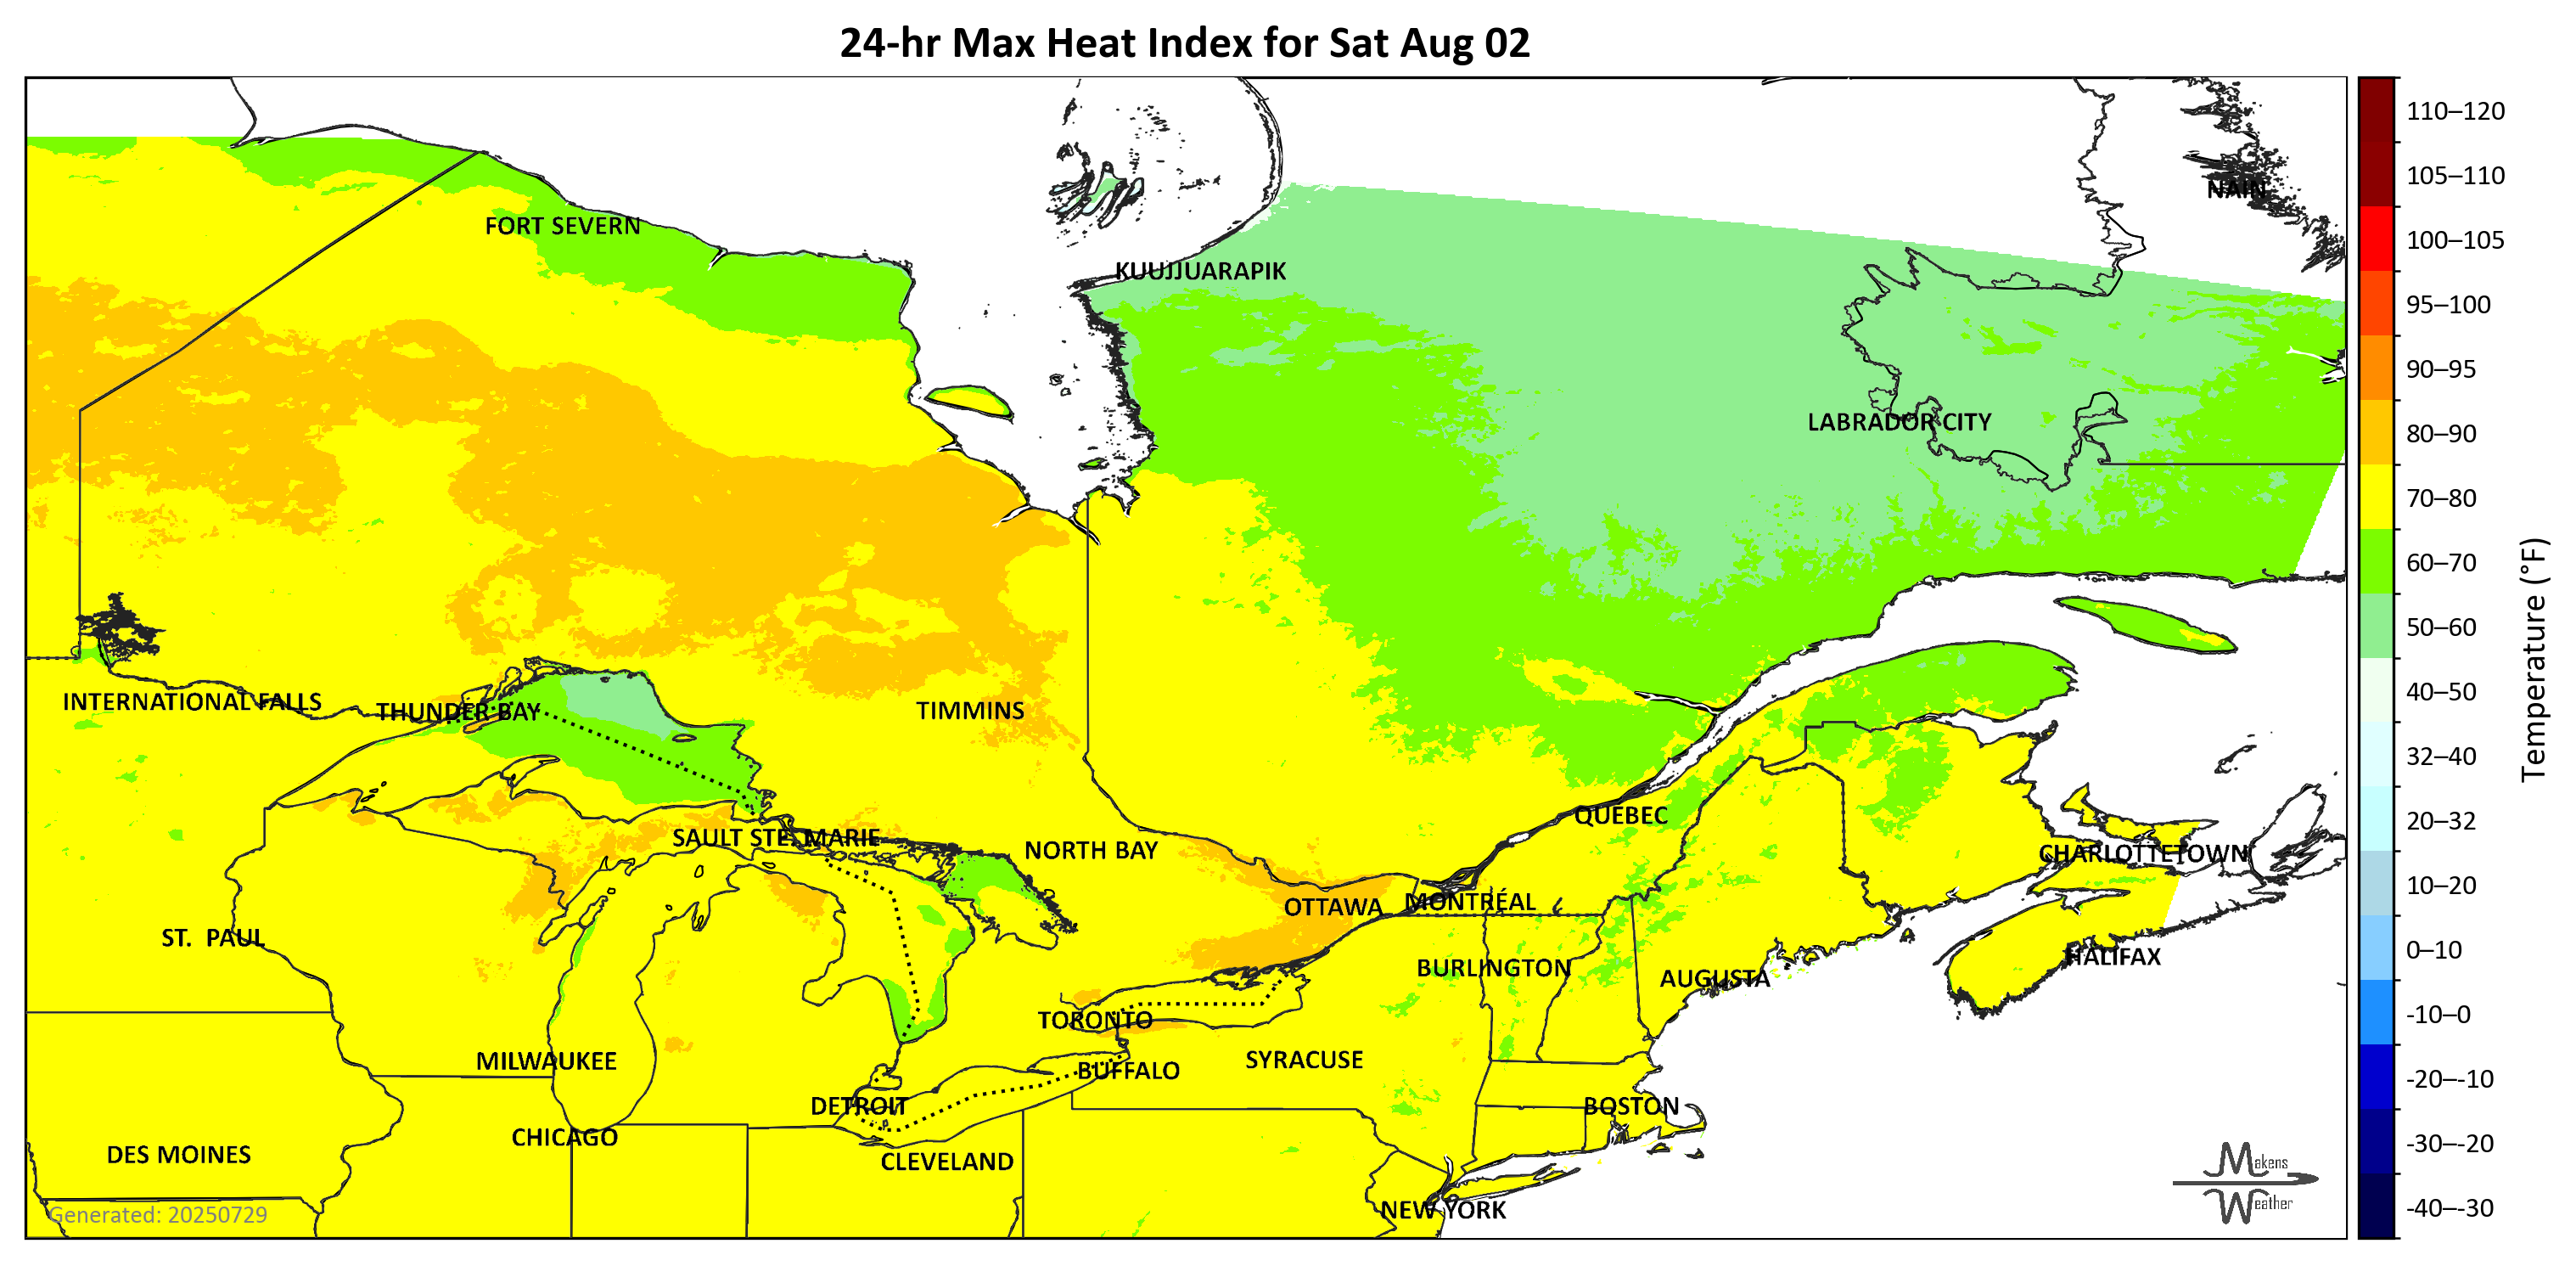 24-hr Max Heat Index for Sat Aug 02
NAIN
FORT SEVERN
KUUJJUARAPIK
LABRADOR CITY
INTERNATIONAL FALLS
THUNDER BAY
TIMMINS
QUEBEC
SAULT STE. MARIE
NORTH BAY
CHARLOTTETOWN
OTTAWA
MONTRÉAL
ST. PAUL
HALIFAX
BURLINGTON
AUGUSTA
TORONTO
MILWAUKEE
SYRACUSE
BUFFALO
DETROIT
BOSTON
CHICAGO
DES MOINES
CLEVELAND
NEW YORK
Generated: 20250729
Makens
Weather
110–120
105–110
100–105
95–100
90–95
80–90
70–80
60–70
50–60
40–50
32–40
20–32
10–20
0–10
-10–0
-20–-10
-30–-20
-40–-30
Temperature (°F)